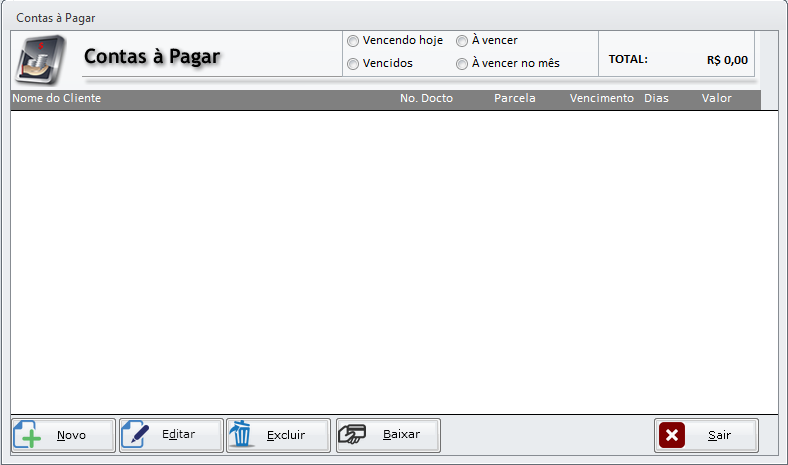 Contas à Pagar
Contas à Pagar
Vencendo hoje À vencer
Vencidos À vencer no mês
TOTAL: R$ 0,00
Nome do Cliente No. Docto Parcela Vencimento Dias Valor
Novo Editar Excluir Baixar Sair